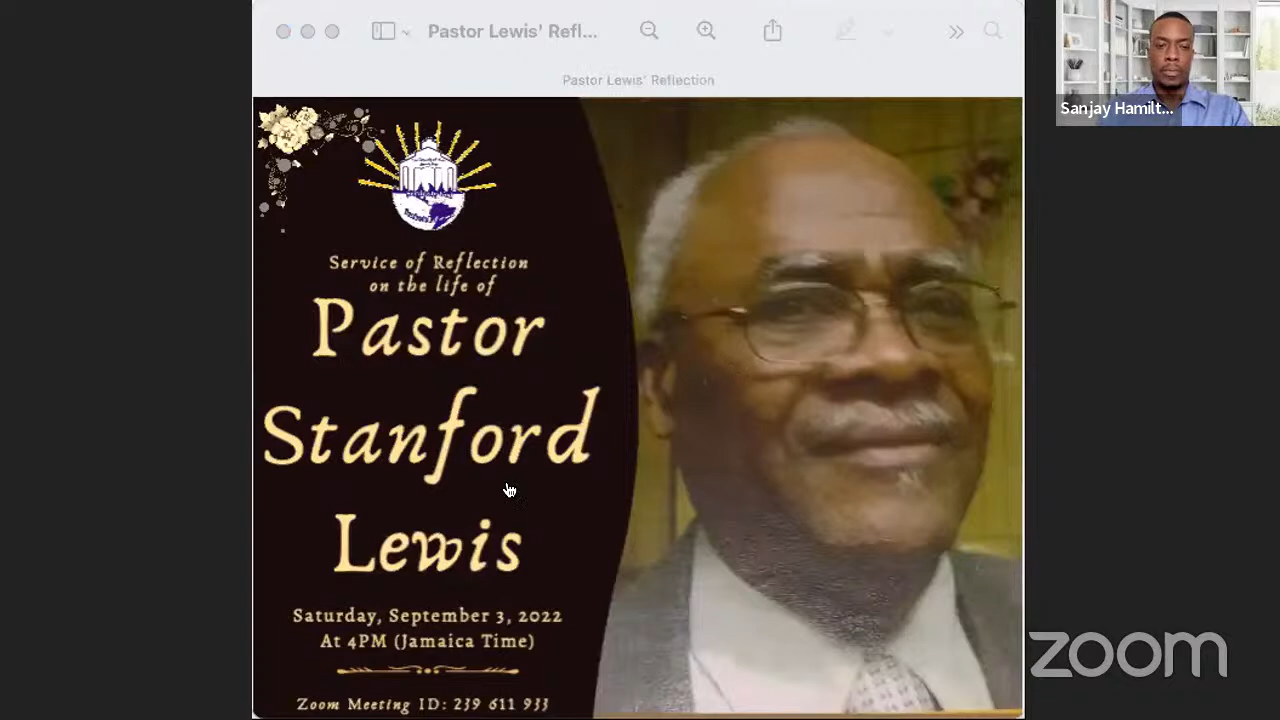 Pastor Lewis' Refl...
Pastor Lewis' Reflection
Sanjay Hamilt...
Service of Reflection
on the life of
Pastor
Stanford
Lewis
Saturday, September 3, 2022
At 4PM (Jamaica Time)
Zoom Meeting ID: 239 611 933
zoom